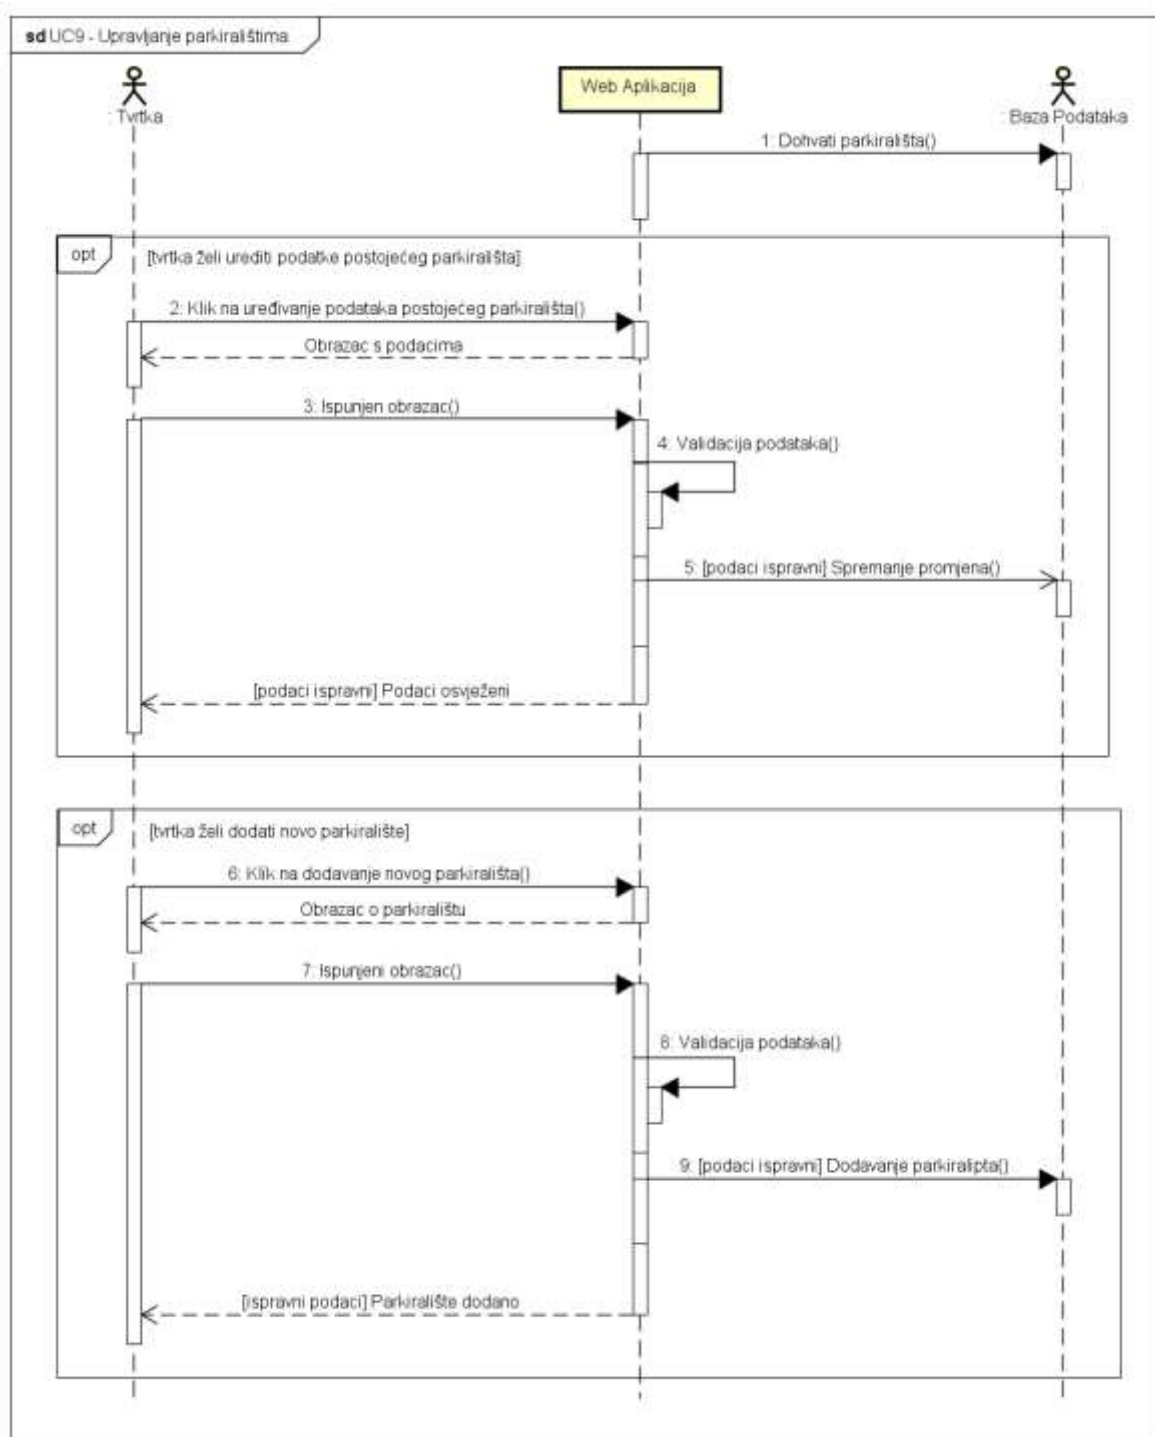 sd UC9 - Upravljanje parkiralištima
: Tvrtka
Web Aplikacija
: Baza Podataka
1: Dohvati parkirališta()
opt
[tvrtka želi urediti podatke postojećeg parkirališta]
2: Klik na uređivanje podataka postojećeg parkirališta()
Obrazac s podacima
3: Ispunjen obrazac()
4: Validacija podataka()
5: [podaci ispravni] Spremanje promjena()
[podaci ispravni] Podaci osvježeni
opt
[tvrtka želi dodati novo parkiralište]
6: Klik na dodavanje novog parkirališta()
Obrazac o parkiralištu
7: Ispunjeni obrazac()
8: Validacija podataka()
9: [podaci ispravni] Dodavanje parkiralipta()
[ispravni podaci] Parkiralište dodano